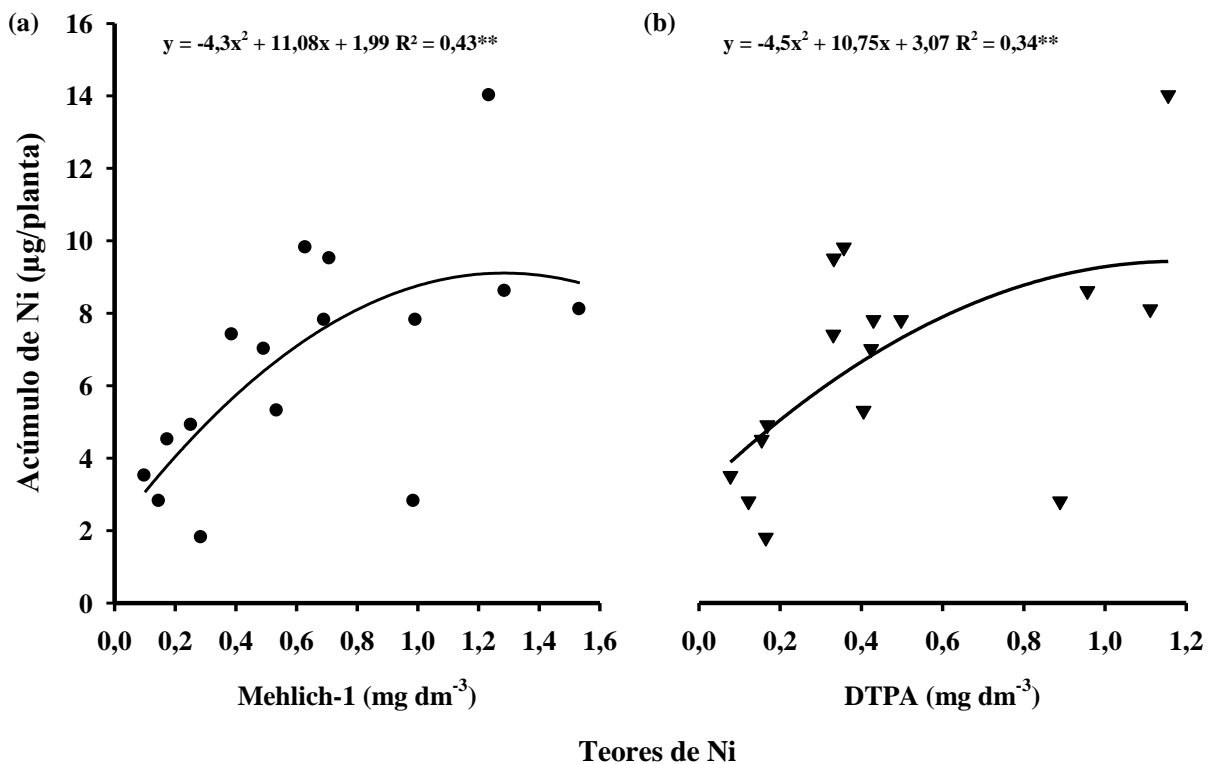 (a)
y = -4,3x² + 11,08x + 1,99 R² = 0,43**
(b)
y = -4,5x² + 10,75x + 3,07 R² = 0,34**
Acúmulo de Ni (µg/planta)
16
14
12
10
8
6
4
2
0
0,0 0,2 0,4 0,6 0,8 1,0 1,2 1,4 1,6
0,0 0,2 0,4 0,6 0,8 1,0 1,2
Mehlich-1 (mg dm⁻³)
DTPA (mg dm⁻³)
Teores de Ni